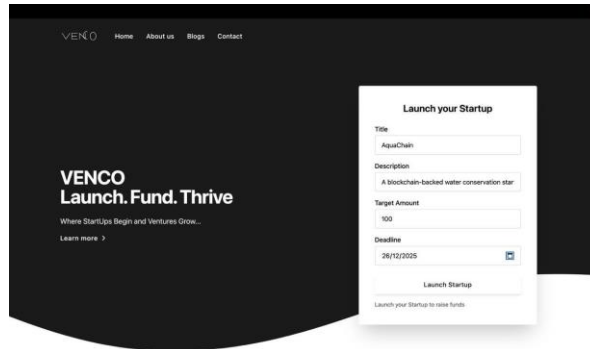 VENCO
Home About us Blogs Contact
VENCO
Launch. Fund. Thrive
Where StartUps Begin and Ventures Grow...
Learn more >
Launch your Startup
Title
AquaChain
Description
A blockchain-backed water conservation star
Target Amount
100
Deadline
26/12/2025
Launch Startup
Launch your Startup to raise funds